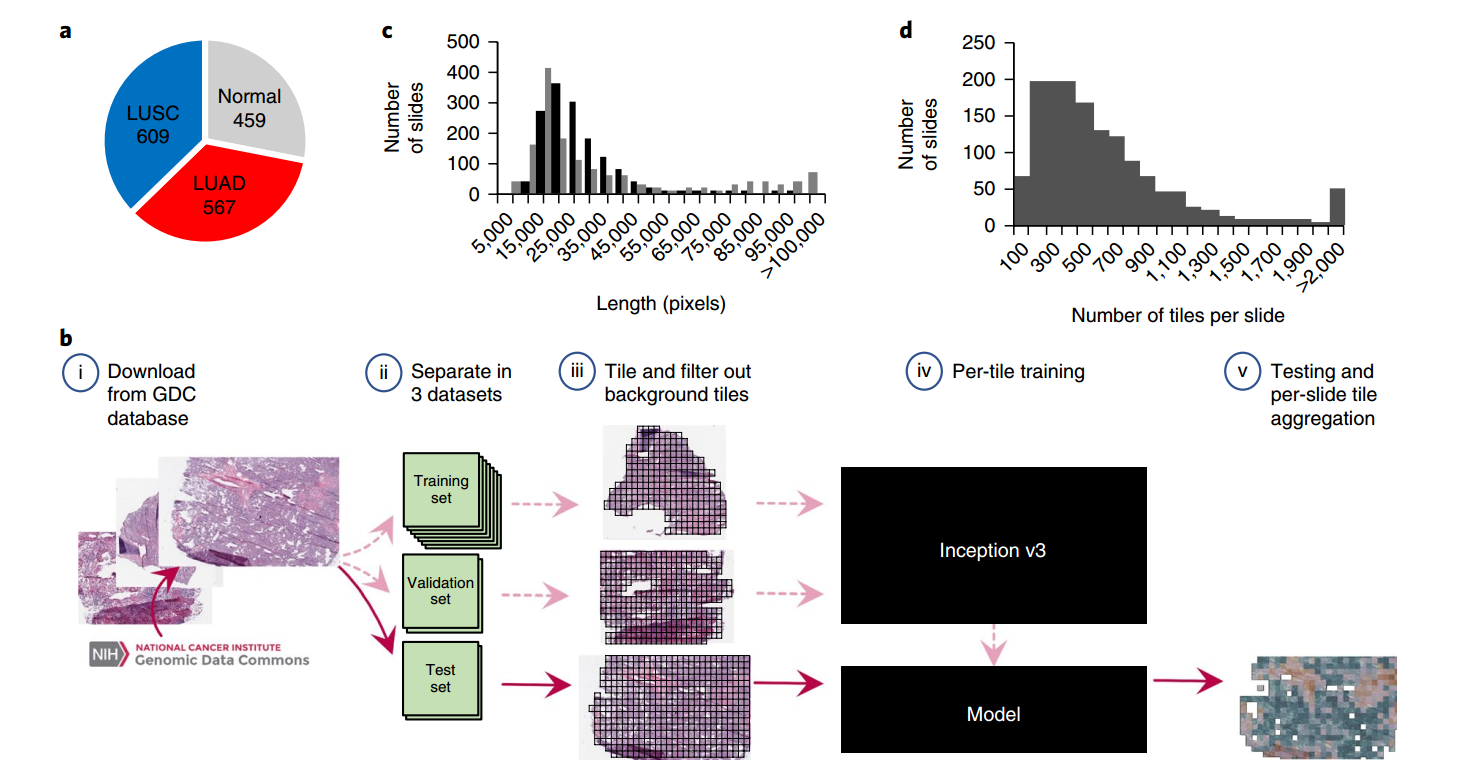 a
LUSC
609
Normal
459
LUAD
567
c
Number
of slides
500
400
300
200
100
0
5,000
15,000
25,000
35,000
45,000
55,000
65,000
75,000
85,000
95,000
>100,000
Length (pixels)
d
Number
of slides
250
200
150
100
50
0
100
300
500
700
900
1,100
1,300
1,500
1,700
1,900
>2,000
Number of tiles per slide
b
i
Download
from GDC
database
ii
Separate in
3 datasets
iii
Tile and filter out
background tiles
iv
Per-tile training
v
Testing and
per-slide tile
aggregation
Training
set
Validation
set
Test
set
Inception v3
Model
NIH
NATIONAL CANCER INSTITUTE
Genomic Data Commons